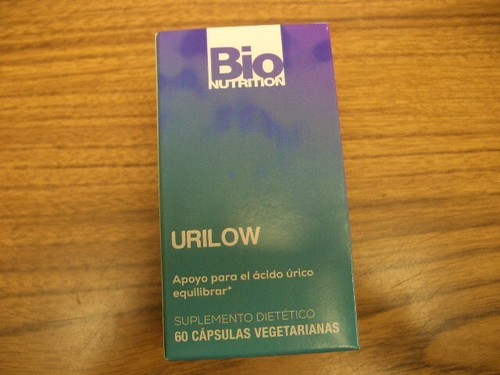 Bio
NUTRITION
URILOW
Apoyo para el ácido úrico
equilibrar*
SUPLEMENTO DIETÉTICO
60 CÁPSULAS VEGETARIANAS